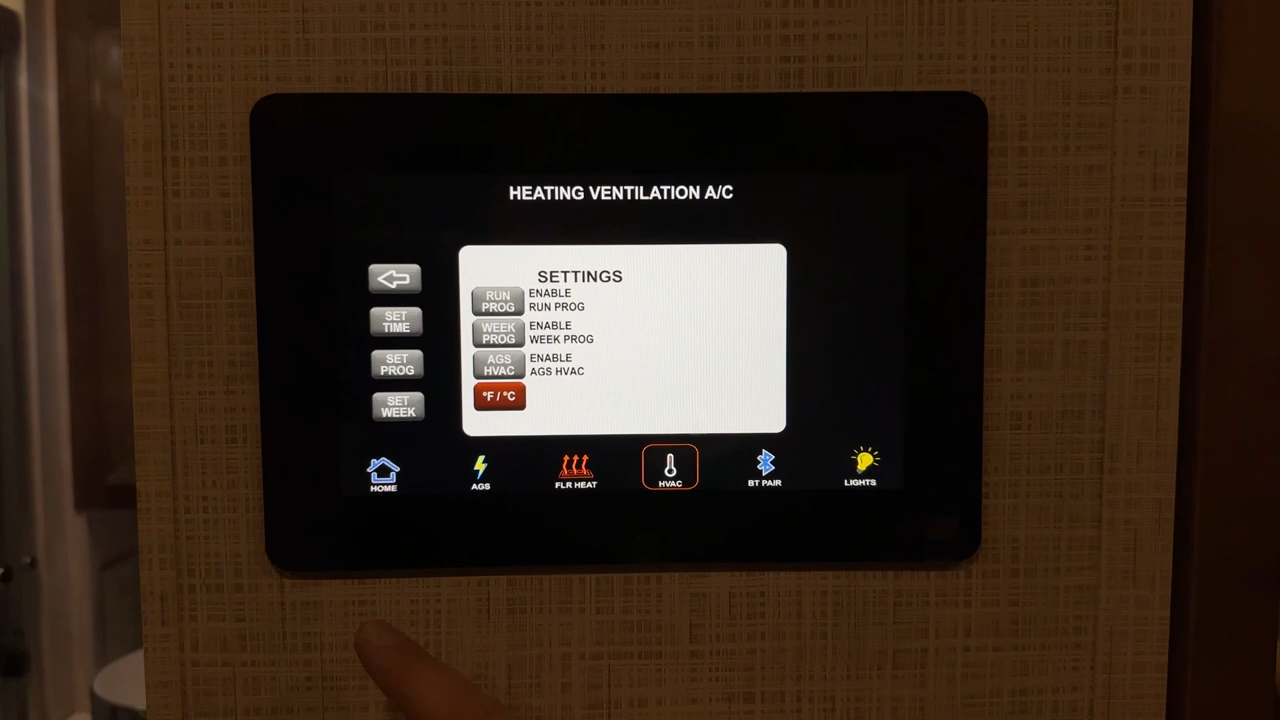 HEATING VENTILATION A/C
SETTINGS
SET
TIME
SET
PROG
SET
WEEK
RUN
PROG
ENABLE
RUN PROG
WEEK
PROG
ENABLE
WEEK PROG
AGS
HVAC
ENABLE
AGS HVAC
°F / °C
HOME
AGS
FLR HEAT
HVAC
BT PAIR
LIGHTS